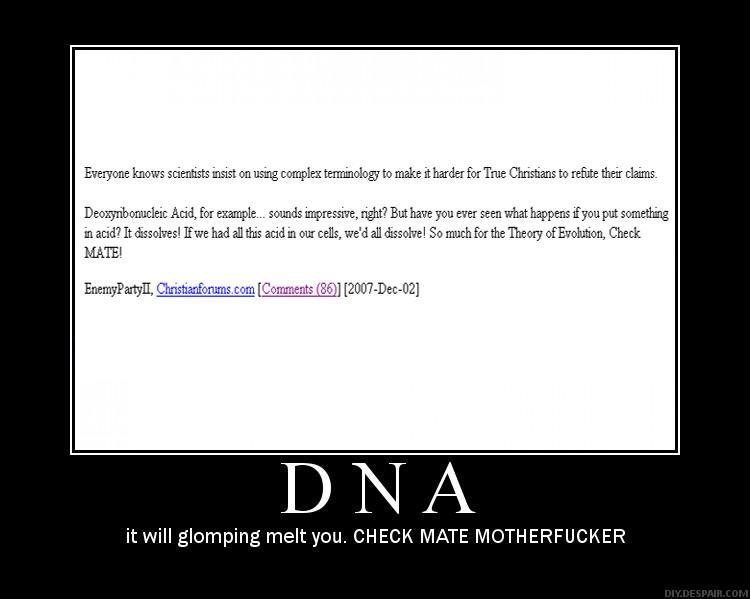 Everyone knows scientists insist on using complex terminology to make it harder for True Christians to refute their claims.
Deoxyribonucleic Acid, for example... sounds impressive, right? But have you ever seen what happens if you put something
in acid? It dissolves! If we had all this acid in our cells, we'd all dissolve! So much for the Theory of Evolution, Check
MATE!
EnemyPartyII, Christianforums.com [Comments (86)] [2007-Dec-02]
DNA
it will glomping melt you. CHECK MATE MOTHERFUCKER
DIY.DESPAIR.COM